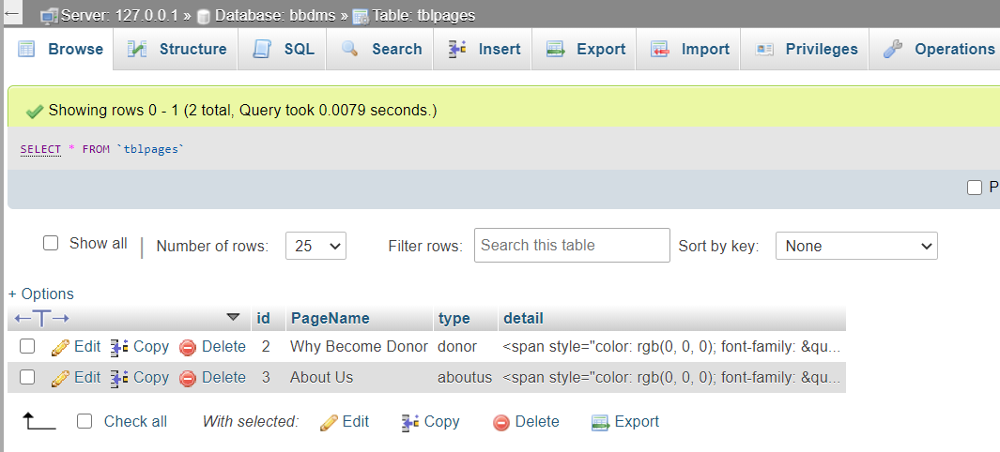 Server: 127.0.0.1 » Database: bbdms » Table: tblpages
Browse Structure SQL Search Insert Export Import Privileges Operations
Showing rows 0 - 1 (2 total, Query took 0.0079 seconds.)
SELECT * FROM `tblpages`
P
Show all | Number of rows: 25 Filter rows: Search this table Sort by key: None
+ Options
←T→ id PageName type detail
Edit Copy Delete 2 Why Become Donor donor <span style="color: rgb(0, 0, 0); font-family: &qu...
Edit Copy Delete 3 About Us aboutus <span style="color: rgb(0, 0, 0); font-family: &qu...
Check all With selected: Edit Copy Delete Export